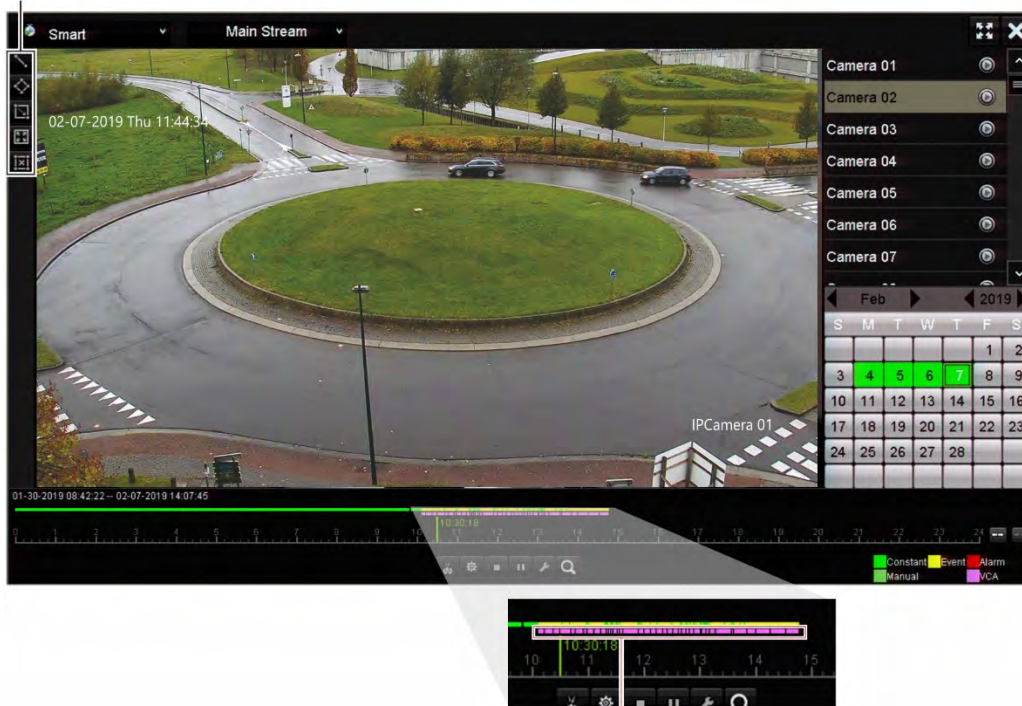 Smart
Main Stream
02-07-2019 Thu 11:44:34
IPCamera 01
Camera 01
Camera 02
Camera 03
Camera 04
Camera 05
Camera 06
Camera 07
Feb 2019
S M T W T F S
1 2
3 4 5 6 7 8 9
10 11 12 13 14 15 16
17 18 19 20 21 22 23
24 25 26 27 28
01-30-2019 08:42:22 -- 02-07-2019 14:07:45
10:30:18
0 1 2 3 4 5 6 7 8 9 10 11 12 13 14 15 16 17 18 19 20 21 22 23 24
Constant Event Alarm
Manual VCA
10:30:18
10 11 12 13 14 15